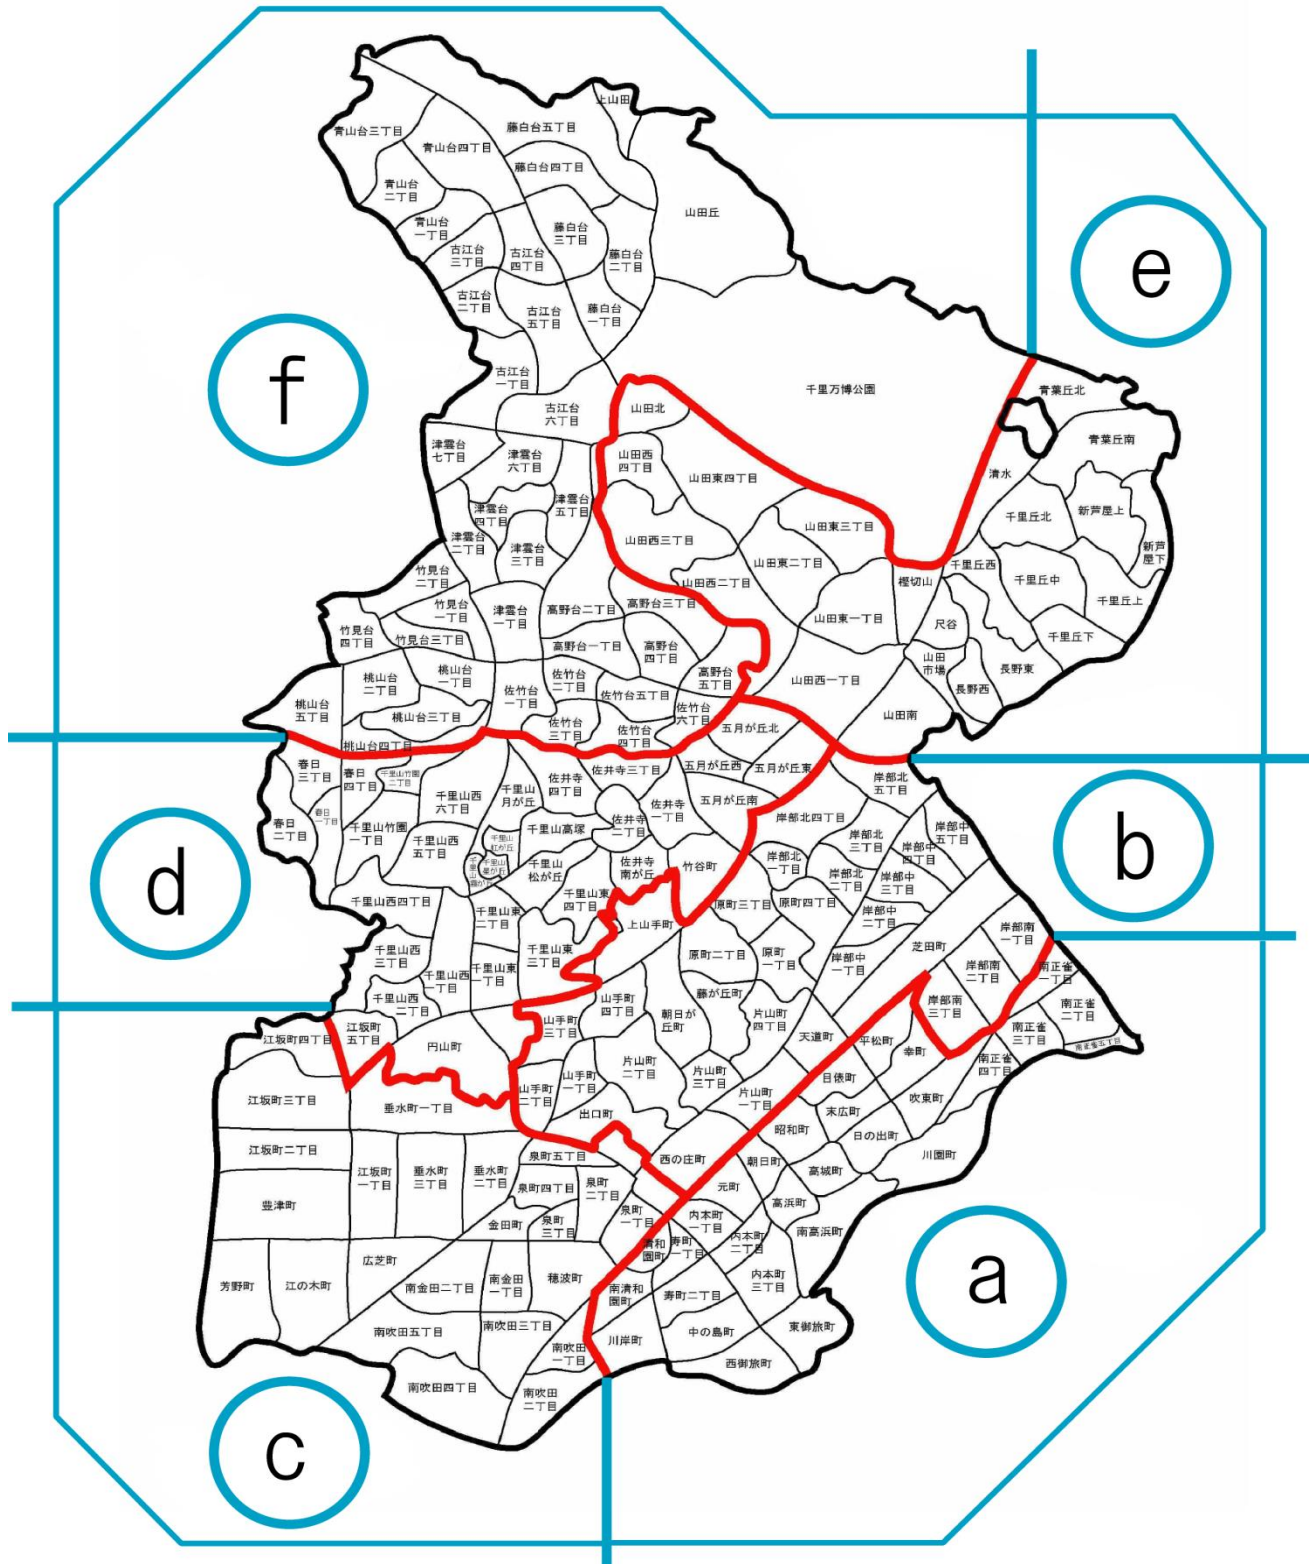 上山田
青山台三丁目
青山台四丁目
藤白台五丁目
藤白台四丁目
青山台
二丁目
山田丘
青山台
一丁目
藤白台
三丁目
古江台
三丁目
古江台
四丁目
藤白台
二丁目
e
古江台
二丁目
古江台
五丁目
藤白台
一丁目
f
古江台
一丁目
千里万博公園
青葉丘北
古江台
六丁目
山田北
津雲台
七丁目
津雲台
六丁目
山田西
四丁目
青葉丘南
山田東四丁目
清水
津雲台
五丁目
津雲台
四丁目
千里丘北
新芦屋上
山田東三丁目
津雲台
二丁目
津雲台
三丁目
山田西三丁目
新芦
屋下
山田東二丁目
千里丘西
竹見台
二丁目
山田西二丁目
樫切山
千里丘中
千里丘上
竹見台
一丁目
津雲台
一丁目
高野台二丁目
高野台三丁目
山田東一丁目
尺谷
竹見台
四丁目
竹見台三丁目
千里丘下
高野台一丁目
高野台
四丁目
山田
市場
長野東
桃山台
一丁目
桃山台
二丁目
高野台
五丁目
山田西一丁目
長野西
佐竹台
二丁目
佐竹台
一丁目
佐竹台五丁目
桃山台
五丁目
桃山台三丁目
佐竹台
六丁目
山田南
佐竹台
三丁目
佐竹台
四丁目
五月が丘北
桃山台四丁目
春日
三丁目
春日
四丁目
千里山竹園
二丁目
佐井寺三丁目
五月が丘西
五月が丘東
岸部北
五丁目
佐井寺
四丁目
千里山
月が丘
千里山西
六丁目
五月が丘南
春日
一丁目
春日
二丁目
佐井寺
一丁目
岸部北四丁目
千里山竹園
一丁目
千里山高塚
佐井寺
二丁目
岸部中
五丁目
岸部北
三丁目
岸部中
四丁目
b
千里山西
五丁目
千里山
虹が丘
千里山
星が丘
千里山霧が丘
千里山
松が丘
佐井寺
南が丘
竹谷町
岸部北
一丁目
岸部北
二丁目
岸部中
三丁目
d
千里山西四丁目
千里山東
四丁目
原町三丁目
原町四丁目
岸部中
二丁目
千里山東
二丁目
上山手町
岸部南
一丁目
千里山西
三丁目
千里山東
三丁目
原町二丁目
原町
一丁目
岸部中
一丁目
芝田町
千里山西
一丁目
千里山東
一丁目
岸部南
二丁目
南正雀
一丁目
藤が丘町
千里山西
二丁目
山手町
四丁目
岸部南
三丁目
南正雀
二丁目
江坂町四丁目
江坂町
五丁目
山手町
三丁目
朝日が
丘町
片山町
四丁目
円山町
天道町
平松町
幸町
南正雀
三丁目
南正雀五丁目
片山町
二丁目
片山町
三丁目
目俵町
南正雀
四丁目
山手町
一丁目
山手町
二丁目
片山町
一丁目
吹東町
江坂町三丁目
垂水町一丁目
出口町
末広町
昭和町
日の出町
江坂町二丁目
泉町五丁目
西の庄町
朝日町
川園町
江坂町
一丁目
垂水町
三丁目
垂水町
二丁目
泉町四丁目
泉町
二丁目
高城町
元町
高浜町
豊津町
金田町
泉町
三丁目
泉町
一丁目
内本町
一丁目
南高浜町
広芝町
清和
園町
寿町
一丁目
内本町
二丁目
芳野町
江の木町
南金田二丁目
南金田
一丁目
穂波町
南清和
園町
寿町二丁目
内本町
三丁目
a
南吹田五丁目
南吹田三丁目
川岸町
中の島町
東御旅町
南吹田
一丁目
西御旅町
南吹田四丁目
南吹田
二丁目
c